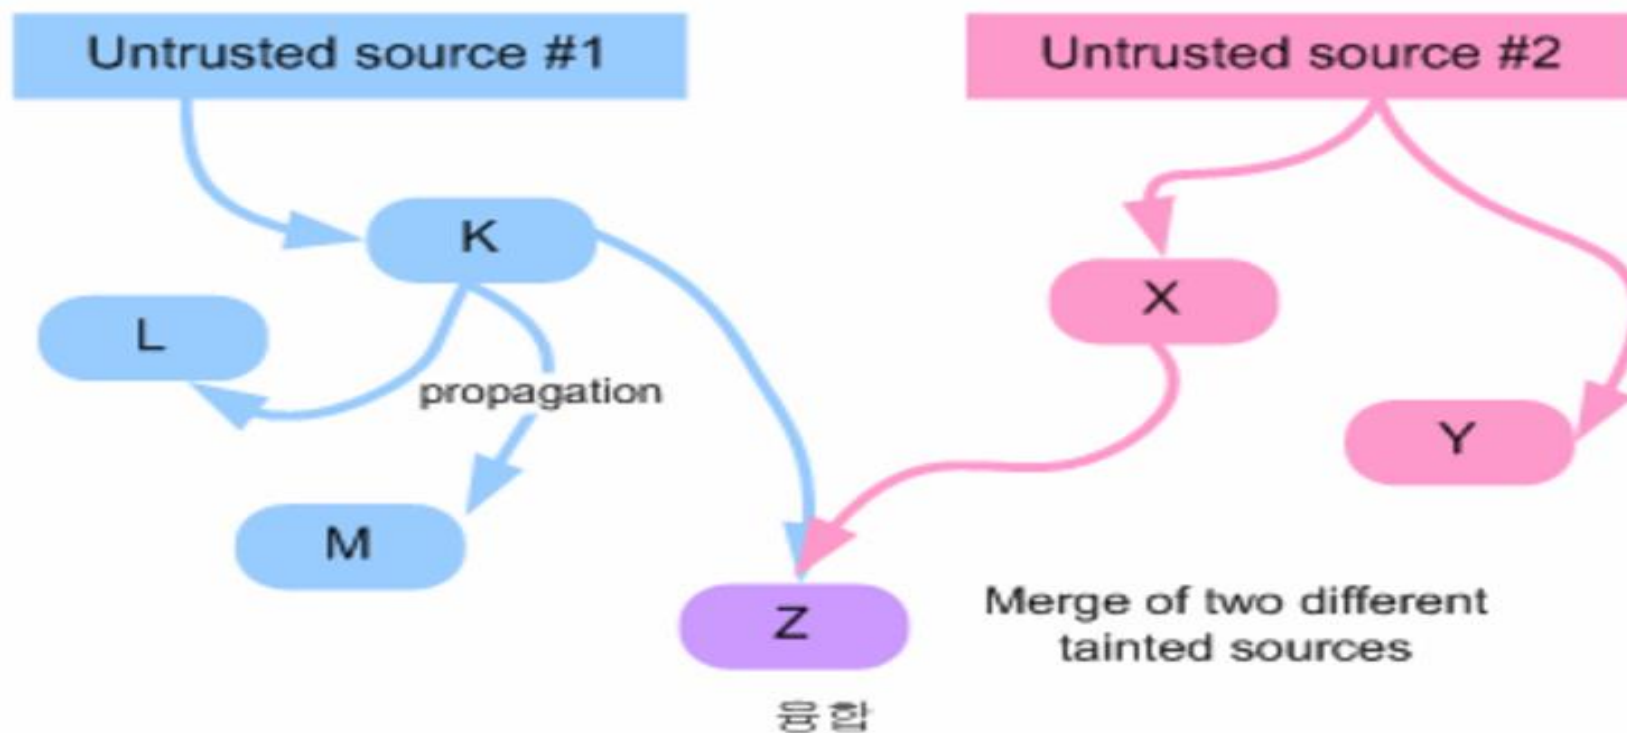 Untrusted source #1
Untrusted source #2
K
X
L
propagation
Y
M
Z
Merge of two different
tainted sources
융합